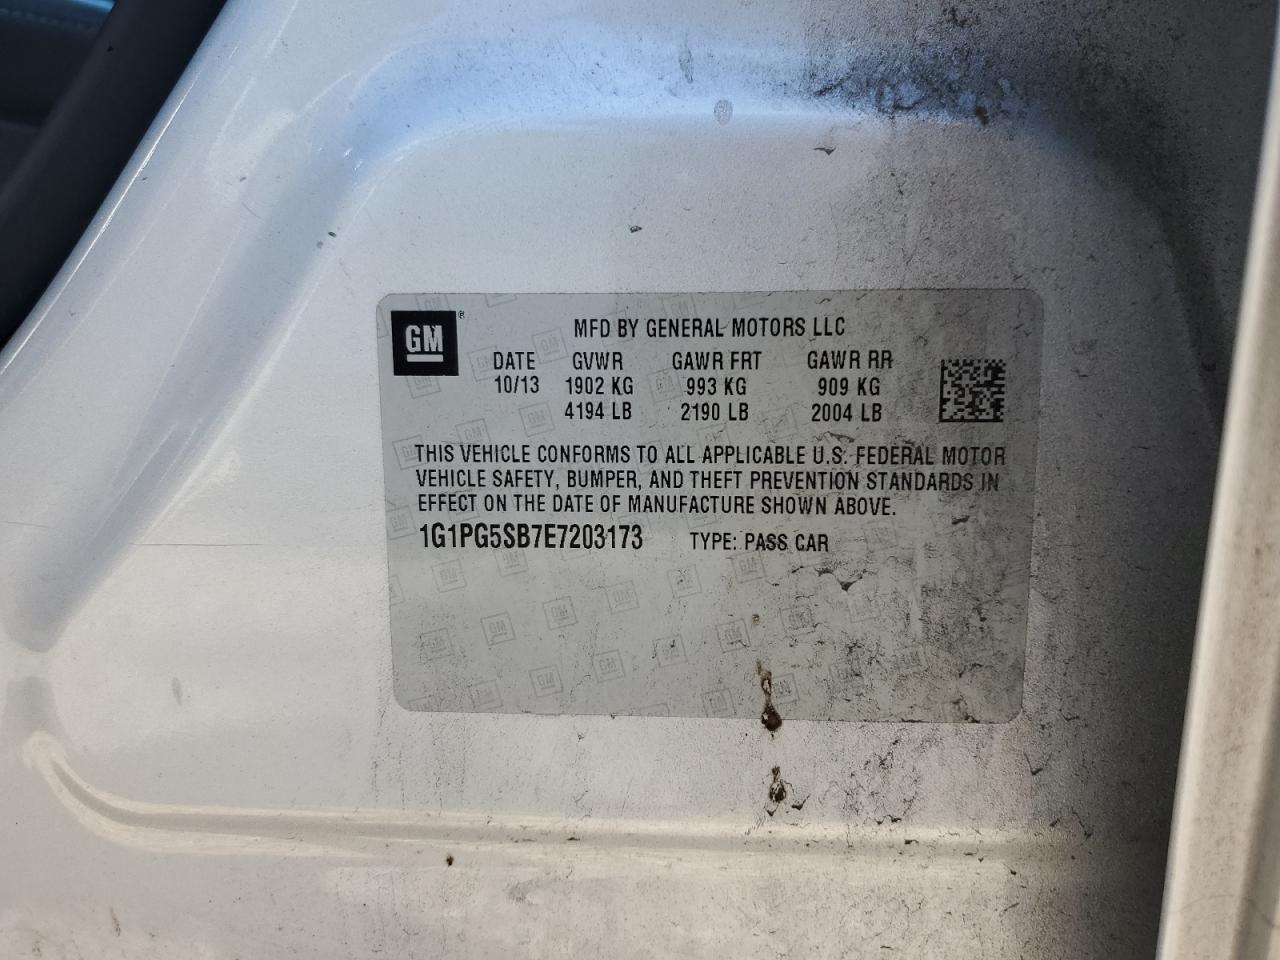 GM ®
MFD BY GENERAL MOTORS LLC
DATE GVWR GAWR FRT GAWR RR
10/13 1902 KG 993 KG 909 KG
4194 LB 2190 LB 2004 LB
THIS VEHICLE CONFORMS TO ALL APPLICABLE U.S. FEDERAL MOTOR
VEHICLE SAFETY, BUMPER, AND THEFT PREVENTION STANDARDS IN
EFFECT ON THE DATE OF MANUFACTURE SHOWN ABOVE.
1G1PG5SB7E7203173 TYPE: PASS CAR